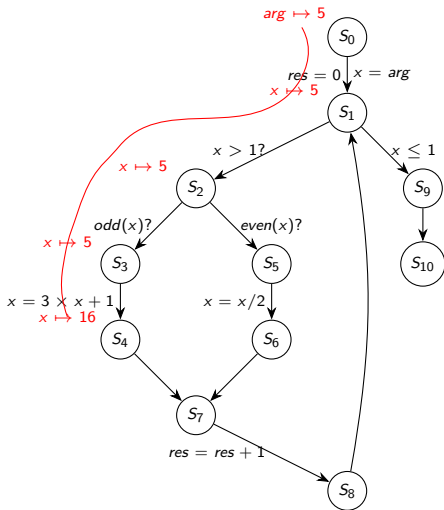 arg ↦ 5
S0
res = 0
x = arg
x ↦ 5
S1
x > 1?
x ≤ 1
x ↦ 5
S2
S9
odd(x)?
even(x)?
x ↦ 5
S3
S5
S10
x = 3 × x + 1
x = x/2
x ↦ 16
S4
S6
S7
res = res + 1
S8